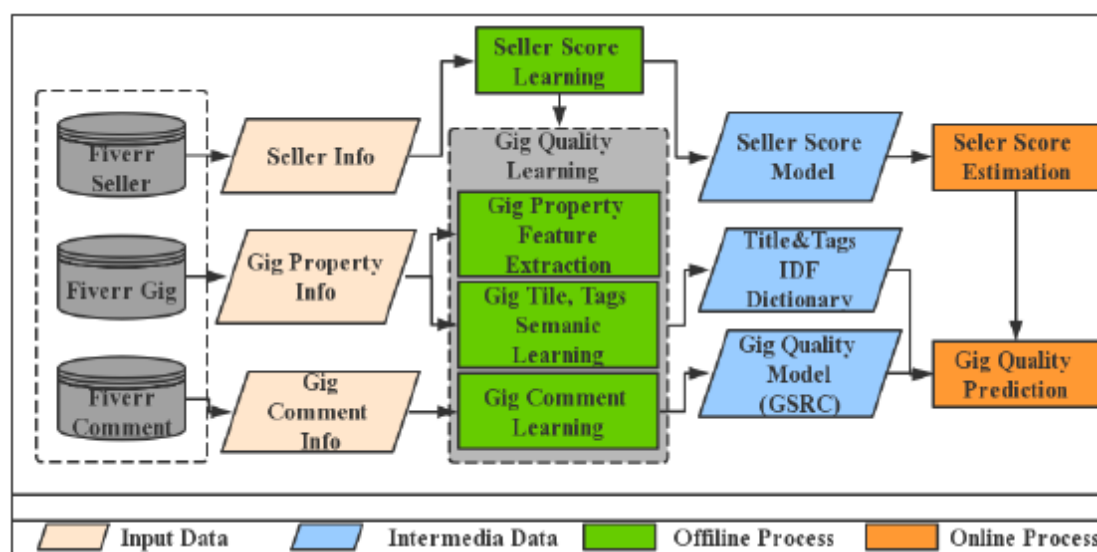 Seller Score
Learning
Fiverr
Seller
Seller Info
Gig Quality
Learning
Seller Score
Model
Seler Score
Estimation
Gig Property
Feature
Extraction
Fiverr Gig
Gig Property
Info
Title&Tags
IDF
Dictionary
Gig Tile, Tags
Semanic
Learning
Gig Quality
Model
(GSRC)
Gig Quality
Prediction
Fiverr
Comment
Gig
Comment
Info
Gig Comment
Learning
Input Data
Intermedia Data
Offiline Process
Online Process